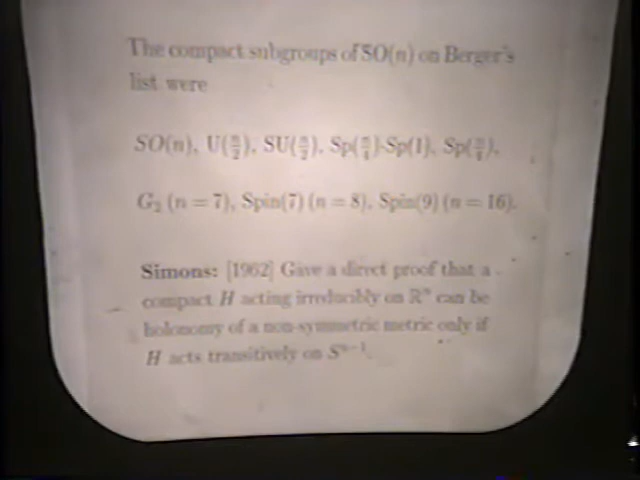 The compact subgroups of SO(n) on Berger's
list were
SO(n), U(n/2), SU(n/2), Sp(n/4)·Sp(1), Sp(n/4),
G₂ (n = 7), Spin(7) (n = 8), Spin(9) (n = 16).
Simons: [1962] Gave a direct proof that a
compact H acting irreducibly on ℝⁿ can be
holonomy of a non-symmetric metric only if
H acts transitively on Sⁿ⁻¹.